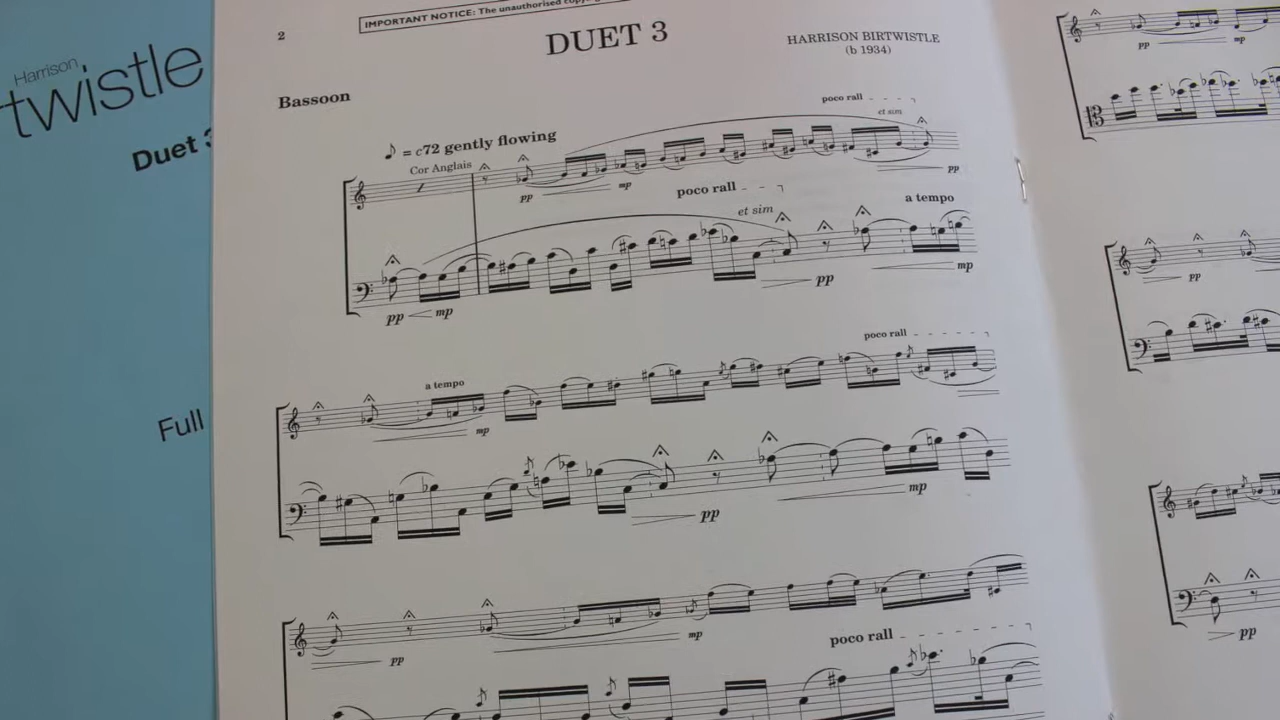 Harrison
Duet 3
Full
2
IMPORTANT NOTICE: The unauthorised
DUET 3
HARRISON BIRTWISTLE
(b 1934)
Bassoon
♪ = c72 gently flowing
Cor Anglais
poco rall
et sim
pp
mp
pp
poco rall
et sim
a tempo
pp
mp
pp
mp
a tempo
poco rall
mp
pp
mp
pp
mp
poco rall
pp
mp
pp
pp